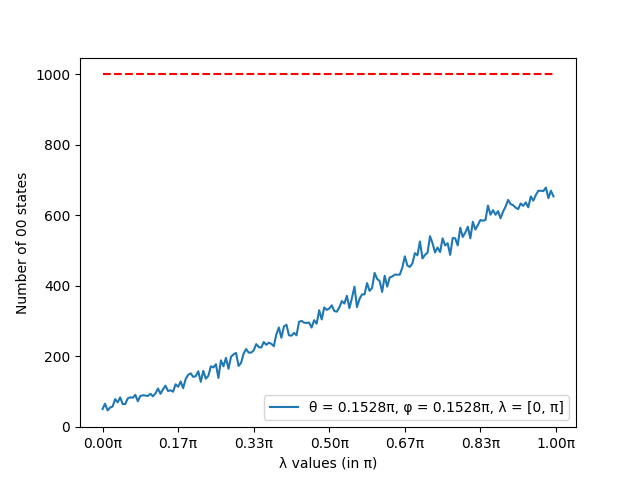 1000
800
600
400
200
0
Number of 00 states
θ = 0.1528π, φ = 0.1528π, λ = [0, π]
0.00π 0.17π 0.33π 0.50π 0.67π 0.83π 1.00π
λ values (in π)